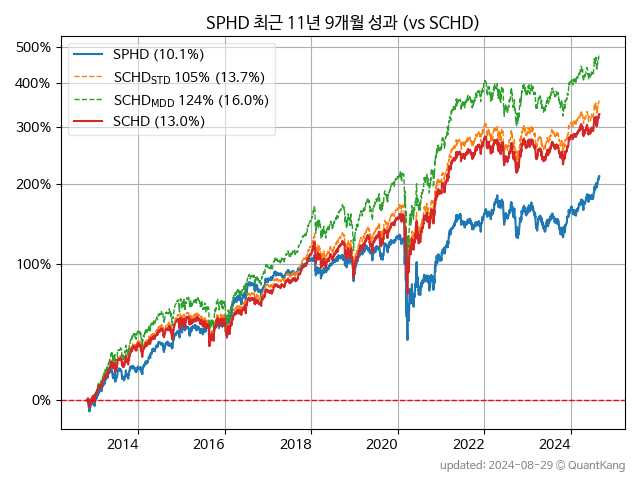 SPHD 최근 11년 9개월 성과 (vs SCHD)
500%
400%
300%
200%
100%
0%
SPHD (10.1%)
SCHD_STD 105% (13.7%)
SCHD_MDD 124% (16.0%)
SCHD (13.0%)
2014 2016 2018 2020 2022 2024
updated: 2024-08-29 © QuantKang